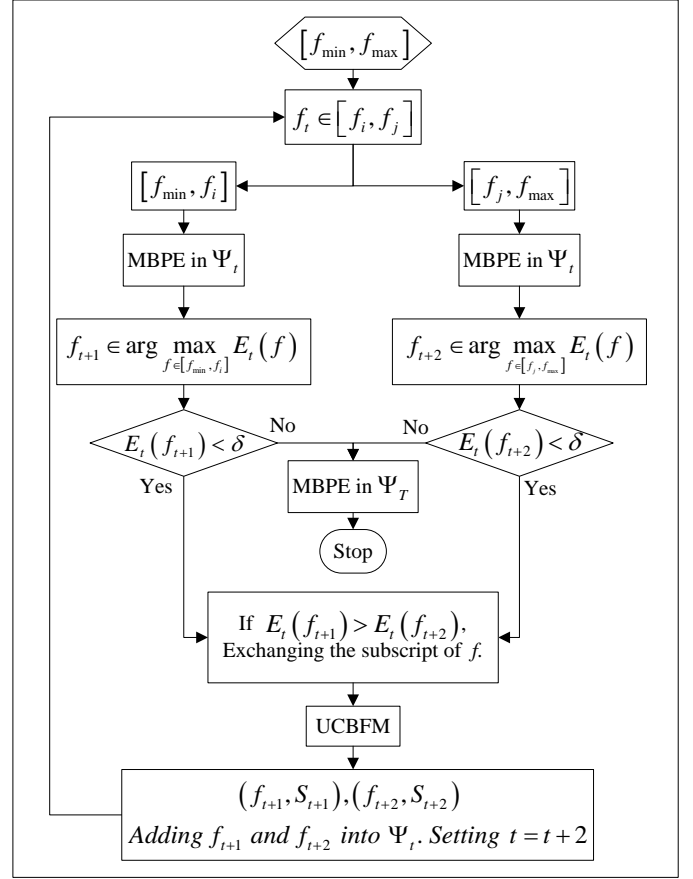 [f_min, f_max]
f_t ∈ [f_i, f_j]
[f_min, f_i]
[f_j, f_max]
MBPE in Ψ_t
MBPE in Ψ_t
f_{t+1} ∈ arg max_{f∈[f_min, f_i]} E_t(f)
f_{t+2} ∈ arg max_{f∈[f_j, f_max]} E_t(f)
E_t(f_{t+1}) < δ
No
No
E_t(f_{t+2}) < δ
Yes
MBPE in Ψ_T
Yes
Stop
If E_t(f_{t+1}) > E_t(f_{t+2}),
Exchanging the subscript of f.
UCBFM
(f_{t+1}, S_{t+1}), (f_{t+2}, S_{t+2})
Adding f_{t+1} and f_{t+2} into Ψ_t. Setting t = t + 2